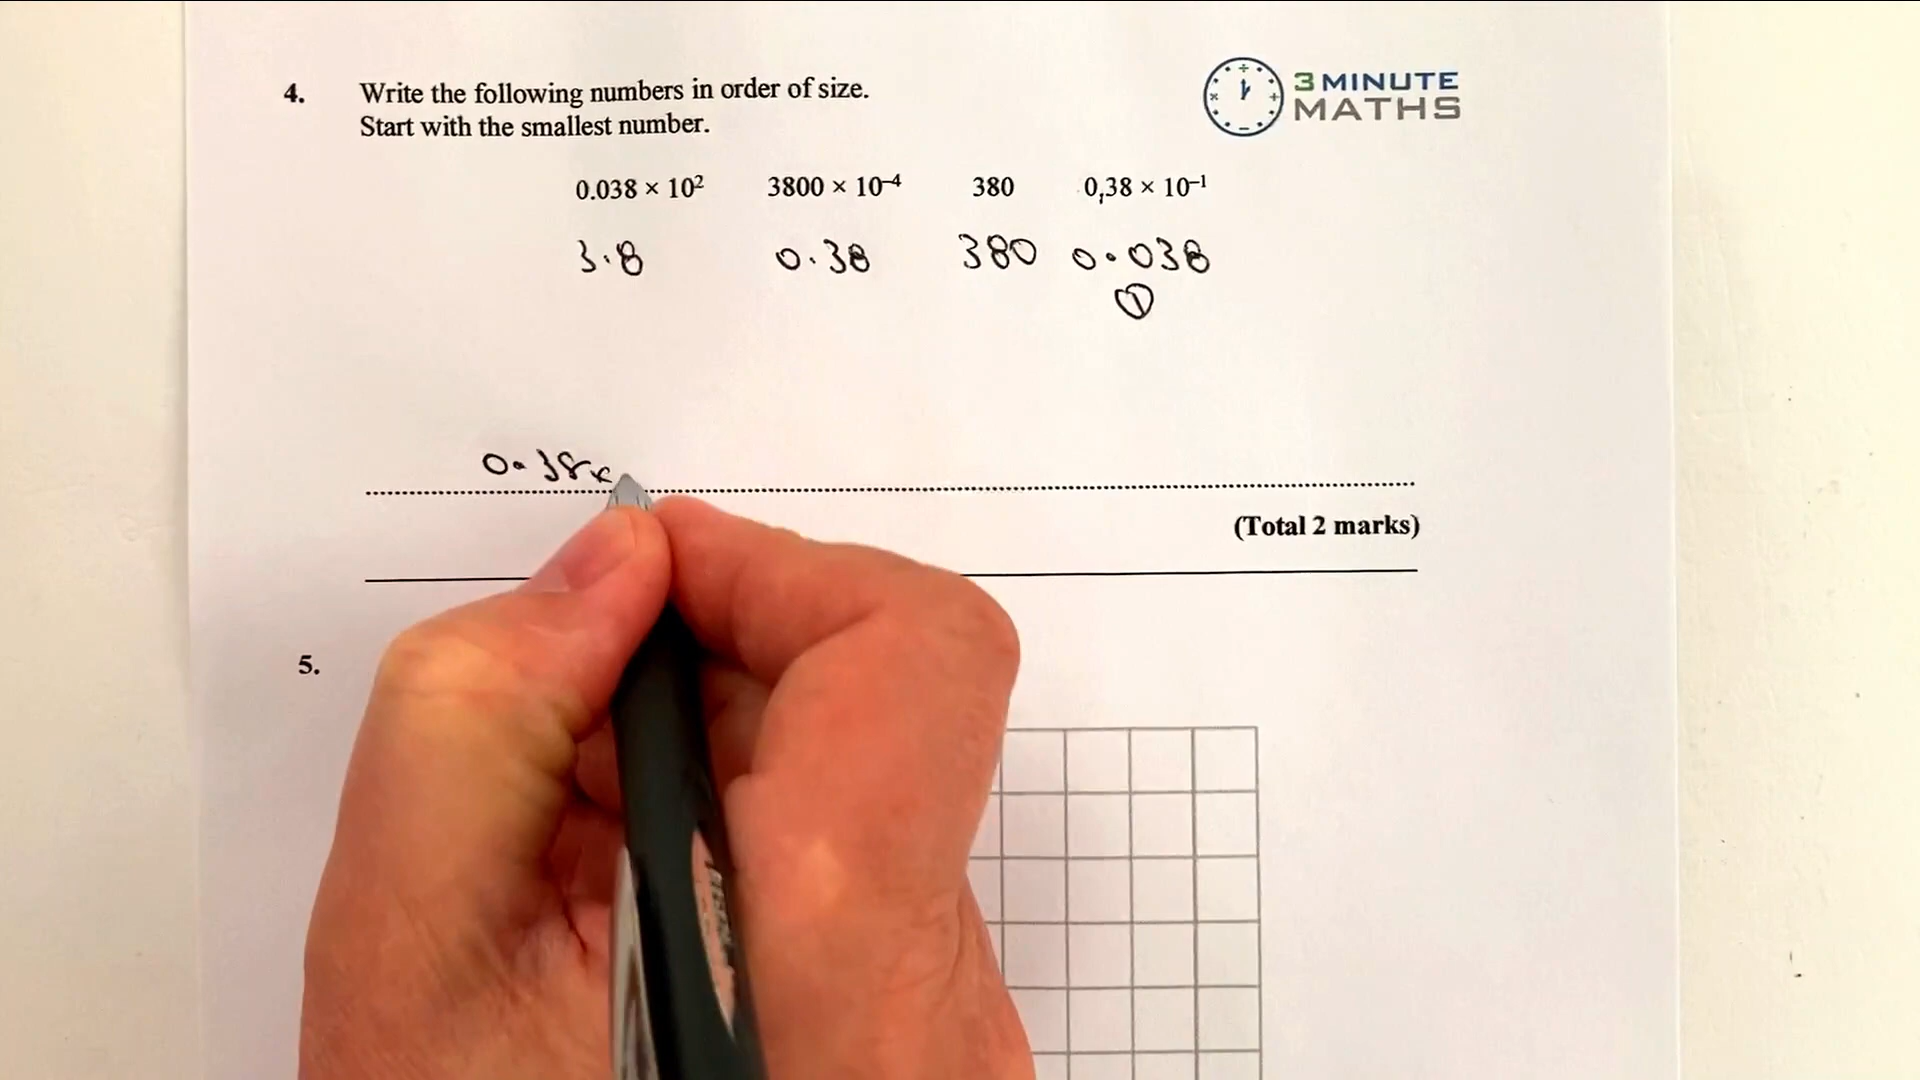 3 MINUTE
MATHS
4. Write the following numbers in order of size.
Start with the smallest number.
0.038 × 10² 3800 × 10⁻⁴ 380 0,38 × 10⁻¹
3.8 0.38 380 0.038
①
0.38×
(Total 2 marks)
5.